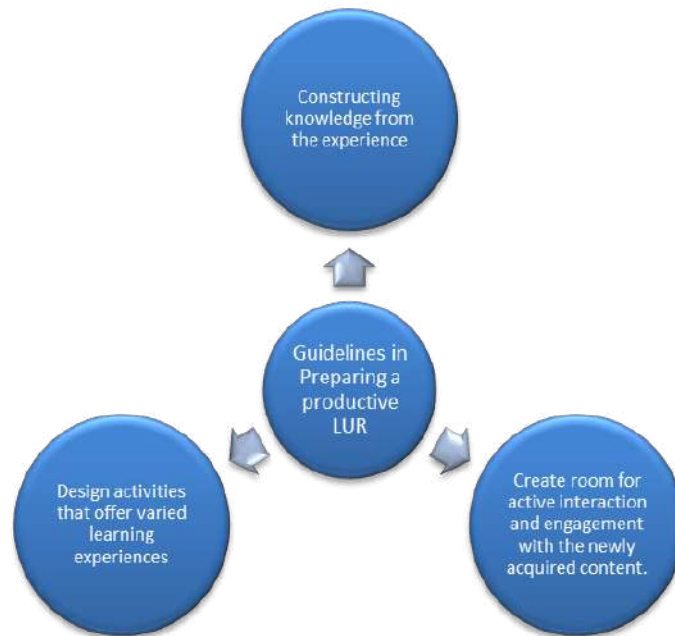 Constructing
knowledge from
the experience
Guidelines in
Preparing a
productive
LUR
Design activities
that offer varied
learning
experiences
Create room for
active interaction
and engagement
with the newly
acquired content.